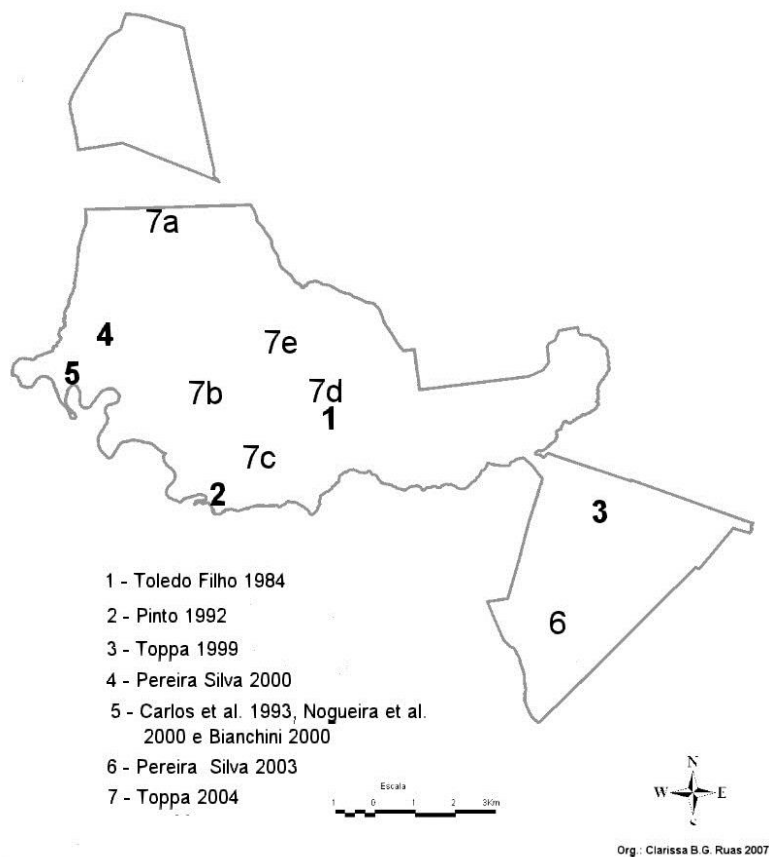 7a
4
7e
5
7b
7d
1
7c
2
3
6
1 - Toledo Filho 1984
2 - Pinto 1992
3 - Toppa 1999
4 - Pereira Silva 2000
5 - Carlos et al. 1993, Nogueira et al.
2000 e Bianchini 2000
6 - Pereira Silva 2003
7 - Toppa 2004
Escala
1 0 1 2 3Km
N
W E
S
Org.: Clarissa B.G. Ruas 2007